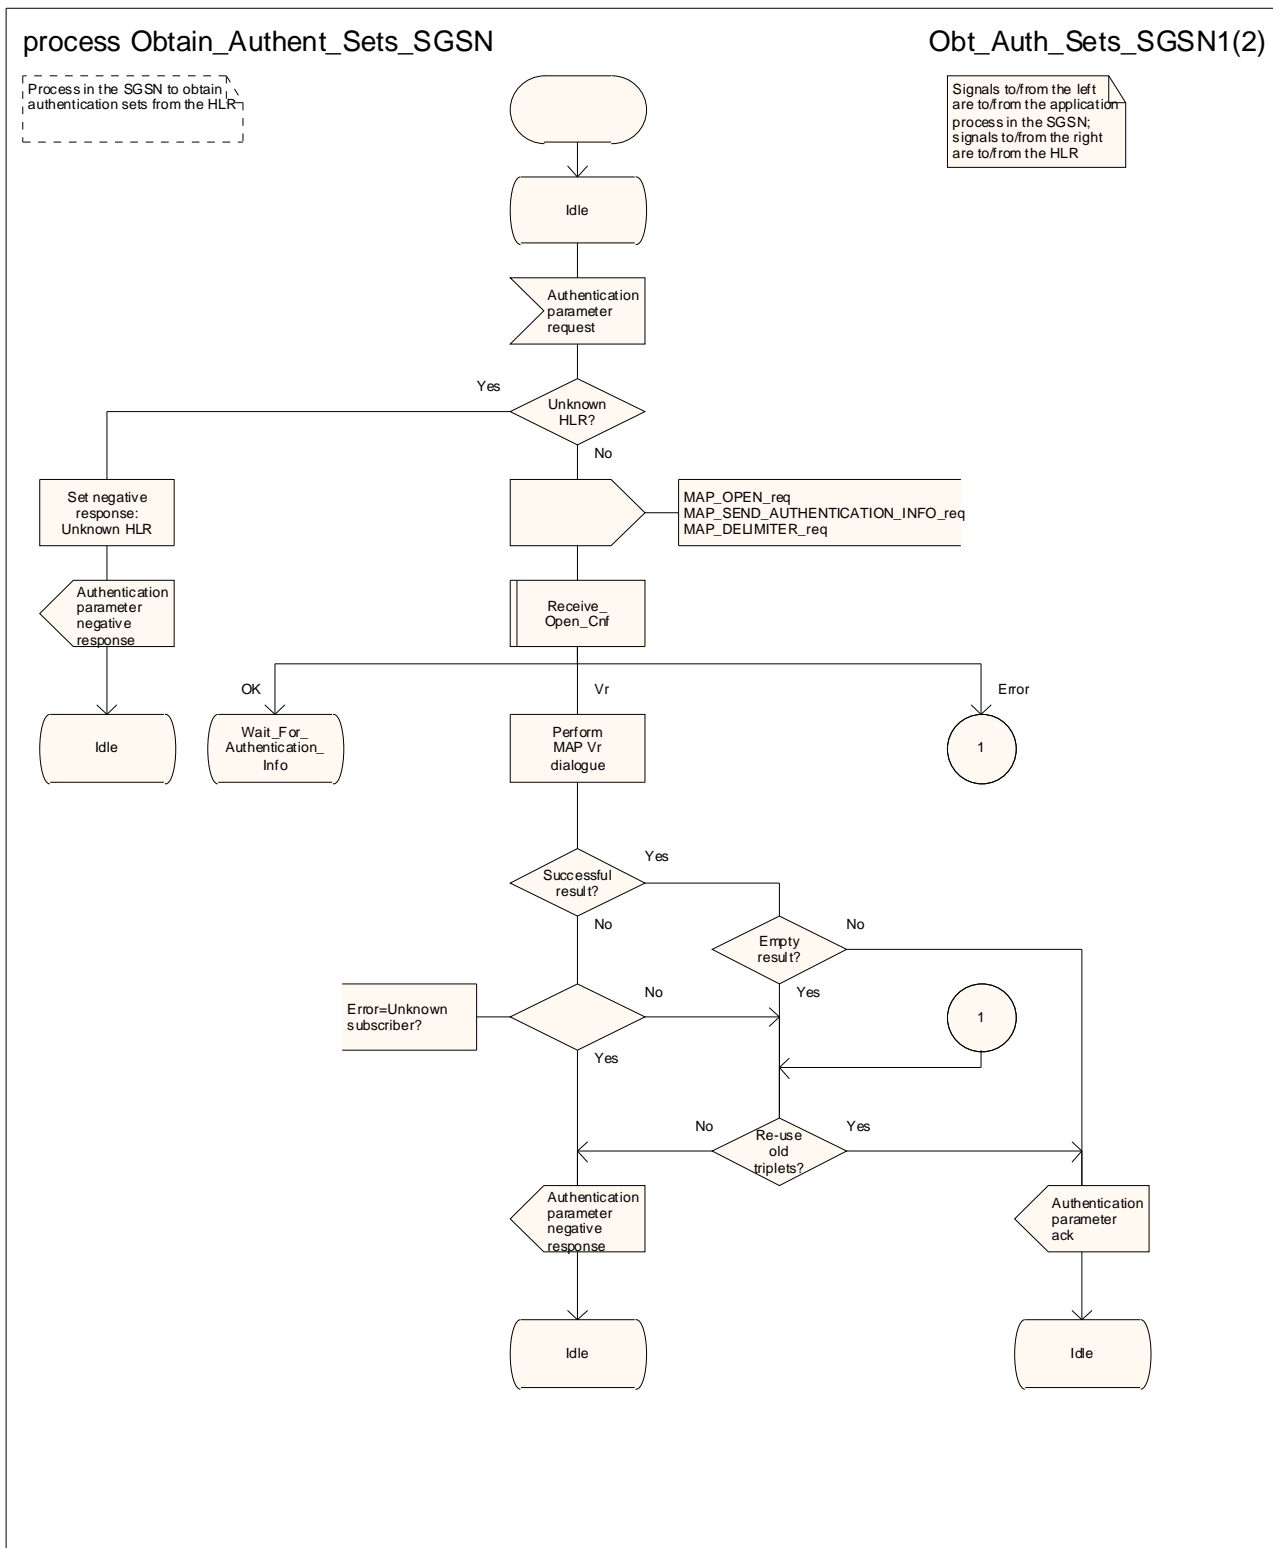 process Obtain_Authent_Sets_SGSN
Obt_Auth_Sets_SGSN1(2)
Process in the SGSN to obtain
authentication sets from the HLR
Signals to/from the left
are to/from the application
process in the SGSN;
signals to/from the right
are to/from the HLR
Idle
Authentication
parameter
request
Yes
Unknown
HLR?
No
Set negative
response:
Unknown HLR
MAP_OPEN_req
MAP_SEND_AUTHENTICATION_INFO_req
MAP_DELIMITER_req
Authentication
parameter
negative
response
Receive_
Open_Cnf
OK
Vr
Error
Idle
Wait_For_
Authentication_
Info
Perform
MAP Vr
dialogue
1
Successful
result?
Yes
No
Empty
result?
No
Yes
Error=Unknown
subscriber?
No
Yes
1
No
Re-use
old
triplets?
Yes
Authentication
parameter
negative
response
Authentication
parameter
ack
Idle
Idle